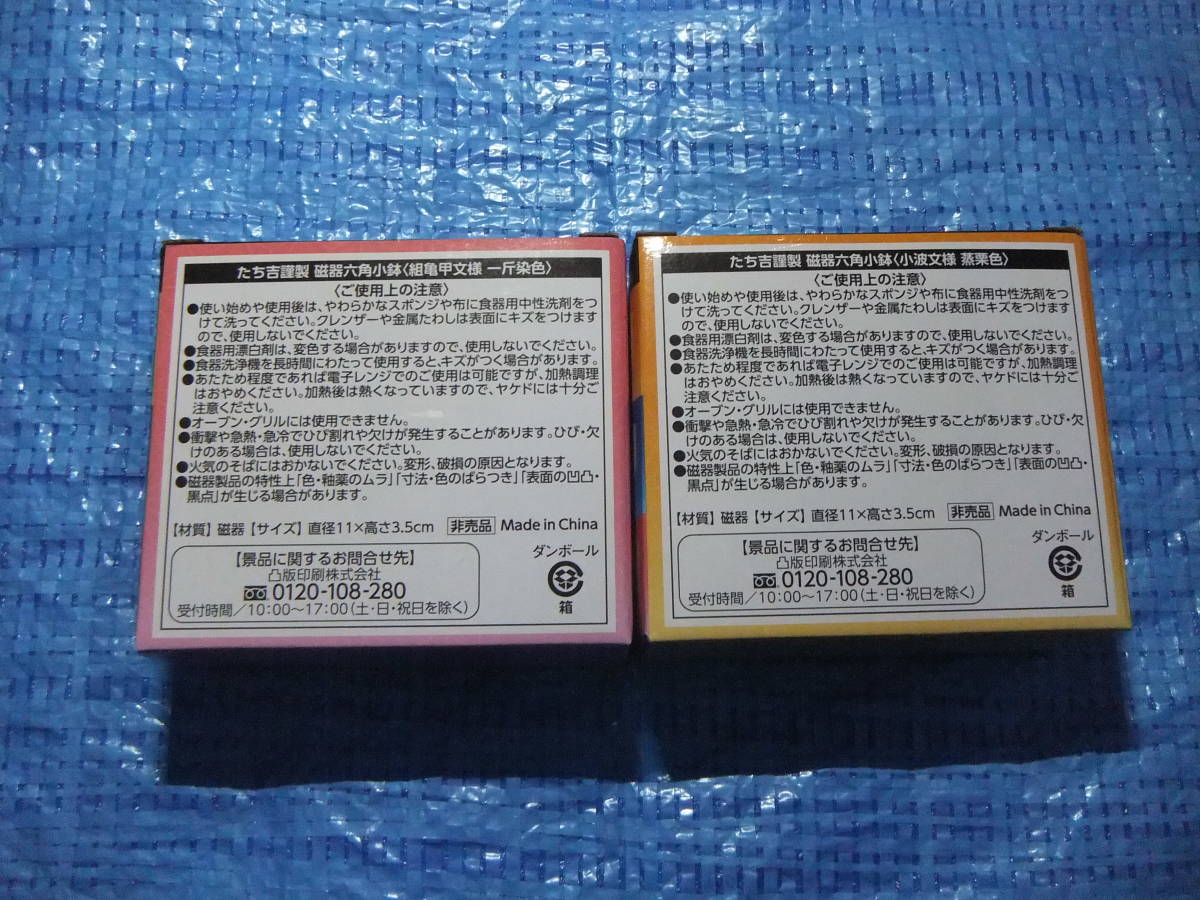 たち吉謹製 磁器六角小鉢〈組亀甲文様 一斤染色〉
〈ご使用上の注意〉
●使い始めや使用後は、やわらかなスポンジや布に食器用中性洗剤をつ
けて洗ってください。クレンザーや金属たわしは表面にキズをつけます
ので、使用しないでください。
●食器用漂白剤は、変色する場合がありますので、使用しないでください。
●食器洗浄機を長時間にわたって使用すると、キズがつく場合があります。
●あたため程度であれば電子レンジでのご使用は可能ですが、加熱調理
はおやめください。加熱後は熱くなっていますので、ヤケドには十分ご
注意ください。
●オーブン・グリルには使用できません。
●衝撃や急熱・急冷でひび割れや欠けが発生することがあります。ひび・欠
けのある場合は、使用しないでください。
●火気のそばにはおかないでください。変形、破損の原因となります。
●磁器製品の特性上「色・釉薬のムラ」「寸法・色のばらつき」「表面の凹凸・
黒点」が生じる場合があります。
【材質】磁器【サイズ】直径11×高さ3.5cm 非売品 Made in China
【景品に関するお問合せ先】
凸版印刷株式会社
0120-108-280
受付時間／10:00〜17:00（土・日・祝日を除く）
ダンボール
箱
たち吉謹製 磁器六角小鉢〈小波文様 蒸栗色〉
〈ご使用上の注意〉
●使い始めや使用後は、やわらかなスポンジや布に食器用中性洗剤をつ
けて洗ってください。クレンザーや金属たわしは表面にキズをつけます
ので、使用しないでください。
●食器用漂白剤は、変色する場合がありますので、使用しないでください。
●食器洗浄機を長時間にわたって使用すると、キズがつく場合があります。
●あたため程度であれば電子レンジでのご使用は可能ですが、加熱調理
はおやめください。加熱後は熱くなっていますので、ヤケドには十分ご
注意ください。
●オーブン・グリルには使用できません。
●衝撃や急熱・急冷でひび割れや欠けが発生することがあります。ひび・欠
けのある場合は、使用しないでください。
●火気のそばにはおかないでください。変形、破損の原因となります。
●磁器製品の特性上「色・釉薬のムラ」「寸法・色のばらつき」「表面の凹凸・
黒点」が生じる場合があります。
【材質】磁器【サイズ】直径11×高さ3.5cm 非売品 Made in China
【景品に関するお問合せ先】
凸版印刷株式会社
0120-108-280
受付時間／10:00〜17:00（土・日・祝日を除く）
ダンボール
箱